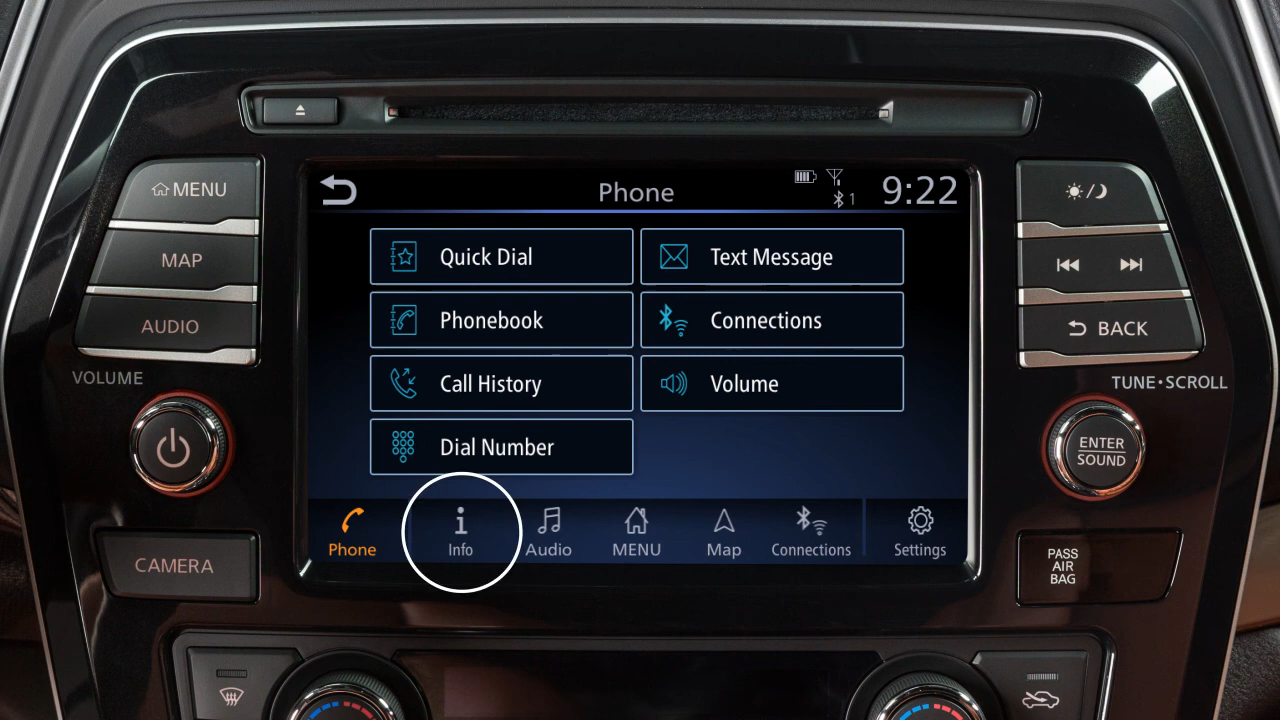 MENU
MAP
AUDIO
VOLUME
CAMERA
Phone
1
9:22
Quick Dial
Text Message
Phonebook
Connections
Call History
Volume
Dial Number
Phone
Info
Audio
MENU
Map
Connections
Settings
BACK
TUNE•SCROLL
ENTER
SOUND
PASS
AIR
BAG